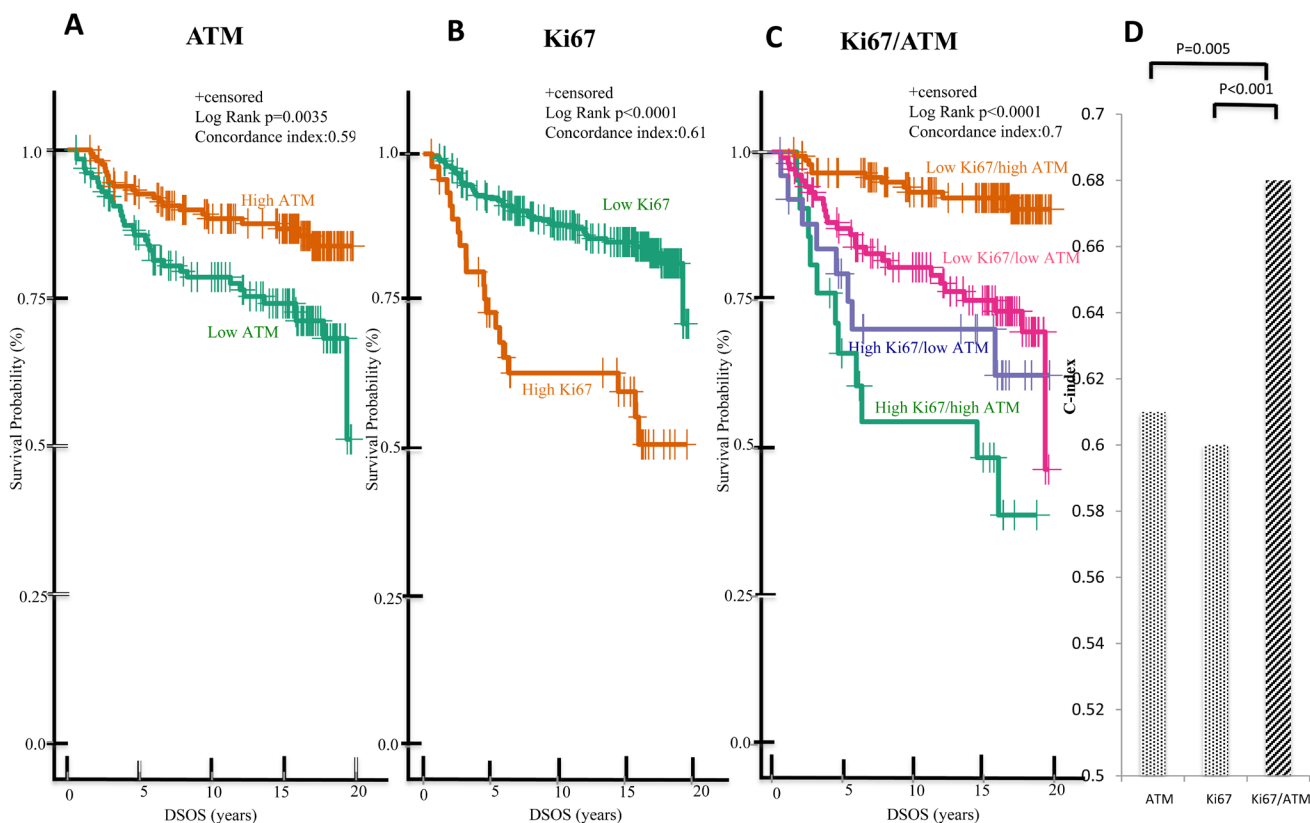 A
ATM
+censored
Log Rank p=0.0035
Concordance index:0.59
1.0
0.75
0.5
0.25
0.0
Survival Probability (%)
High ATM
Low ATM
0 5 10 15 20
DSOS (years)
B
Ki67
+censored
Log Rank p<0.0001
Concordance index:0.61
1.0
0.75
0.5
0.25
0.0
Survival Probability (%)
Low Ki67
High Ki67
0 5 10 15 20
DSOS (years)
C
Ki67/ATM
+censored
Log Rank p<0.0001
Concordance index:0.7
1.0
0.75
0.5
0.25
0.0
Survival Probability (%)
Low Ki67/high ATM
Low Ki67/low ATM
High Ki67/low ATM
High Ki67/high ATM
0 5 10 15 20
DSOS (years)
D
P=0.005
P<0.001
0.7
0.68
0.66
0.64
0.62
0.6
0.58
0.56
0.54
0.52
0.5
C-index
ATM Ki67 Ki67/ATM